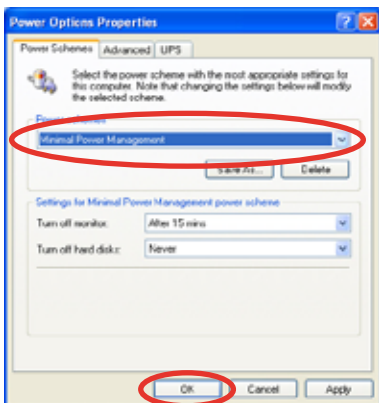 Power Options Properties
Power Schemes Advanced UPS
Select the power scheme with the most appropriate settings for
this computer. Note that changing the settings below will modify
the selected scheme.
Power schemes
Minimal Power Management
Save As... Delete
Settings for Minimal Power Management power scheme
Turn off monitor: After 15 mins
Turn off hard disks: Never
OK Cancel Apply